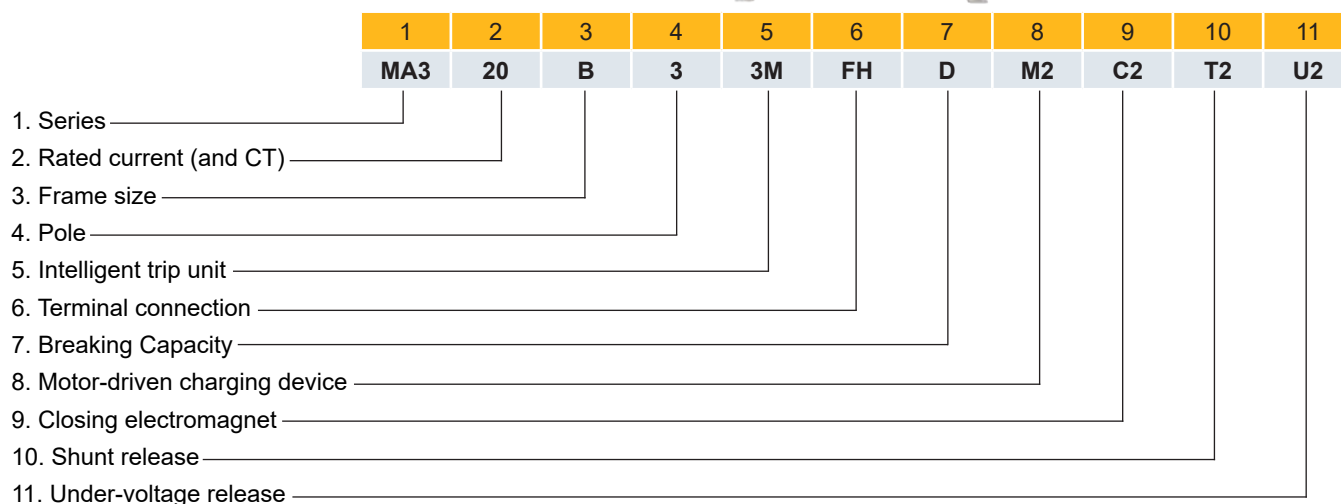 1 2 3 4 5 6 7 8 9 10 11
MA3 20 B 3 3M FH D M2 C2 T2 U2
1. Series
2. Rated current (and CT)
3. Frame size
4. Pole
5. Intelligent trip unit
6. Terminal connection
7. Breaking Capacity
8. Motor-driven charging device
9. Closing electromagnet
10. Shunt release
11. Under-voltage release